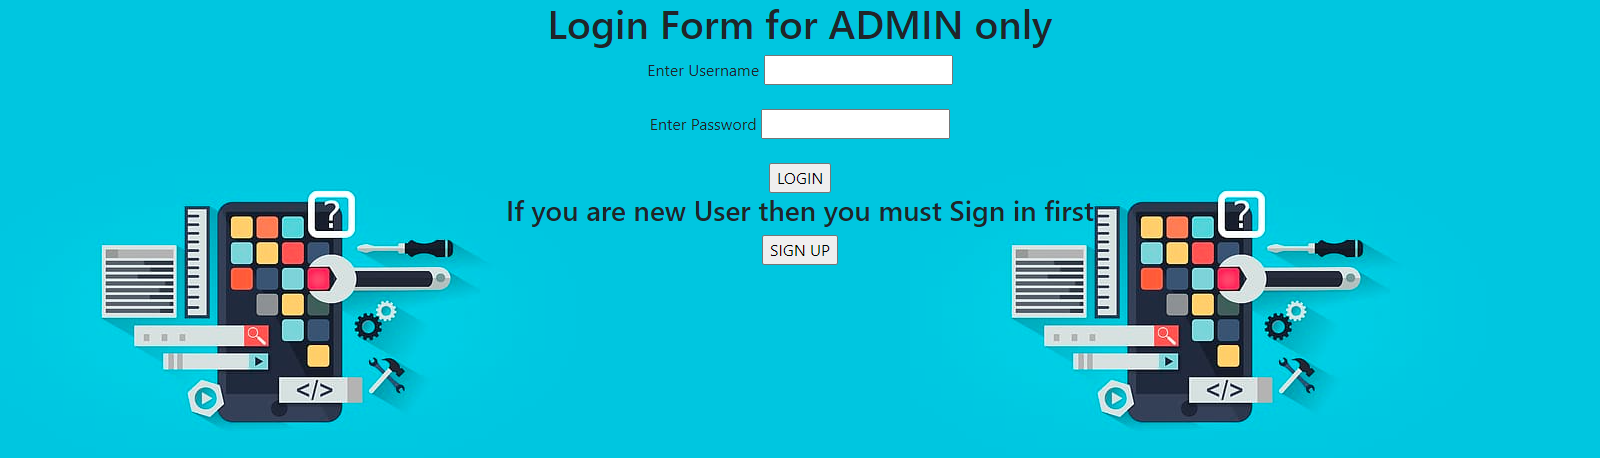 Login Form for ADMIN only
Enter Username
Enter Password
LOGIN
If you are new User then you must Sign in first
SIGN UP
?
?
</>
</>